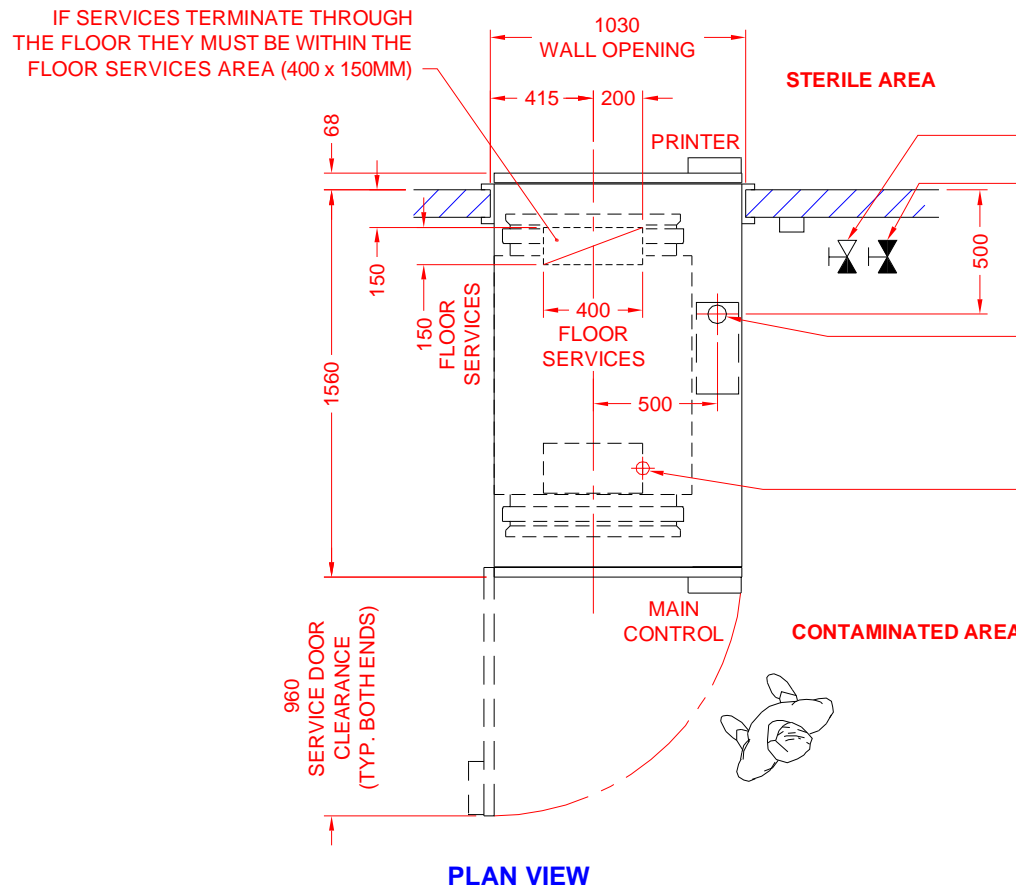 IF SERVICES TERMINATE THROUGH
THE FLOOR THEY MUST BE WITHIN THE
FLOOR SERVICES AREA (400 x 150MM)
1030
WALL OPENING
STERILE AREA
415
200
68
PRINTER
150
500
150
FLOOR
SERVICES
400
FLOOR
SERVICES
1560
500
MAIN
CONTROL
CONTAMINATED AREA
960
SERVICE DOOR
CLEARANCE
(TYP. BOTH ENDS)
PLAN VIEW